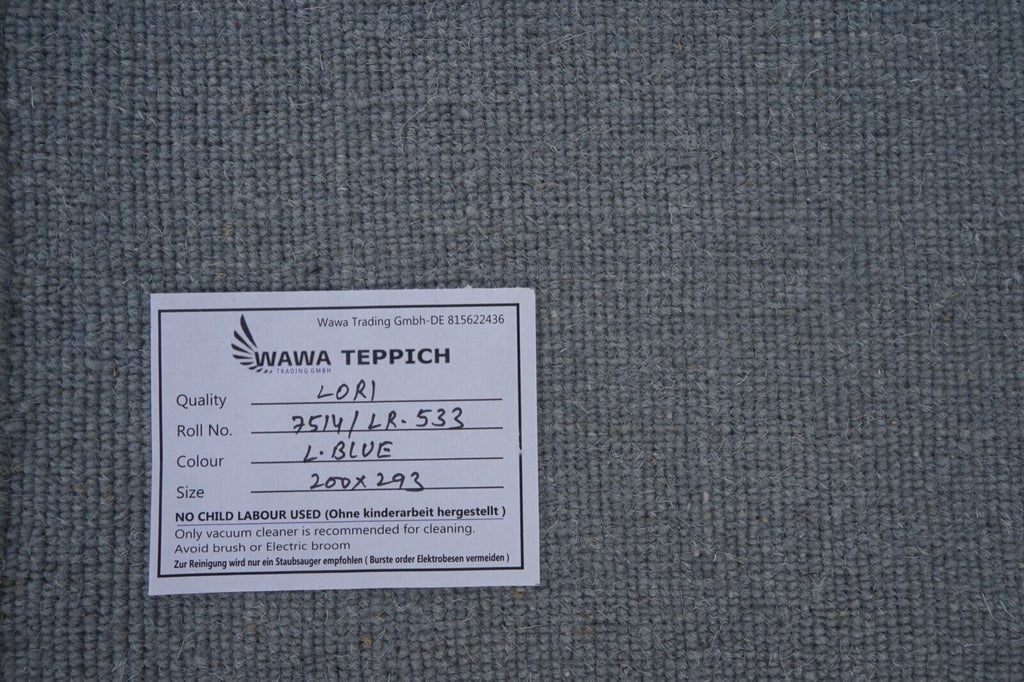 Wawa Trading Gmbh-DE 815622436
WAWA TEPPICH
TRADING GMBH
Quality LORI
Roll No. 7514/LR-533
Colour L.BLUE
Size 200x293
NO CHILD LABOUR USED (Ohne kinderarbeit hergestellt )
Only vacuum cleaner is recommended for cleaning.
Avoid brush or Electric broom
Zur Reinigung wird nur ein Staubsauger empfohlen ( Burste order Elektrobesen vermeiden )